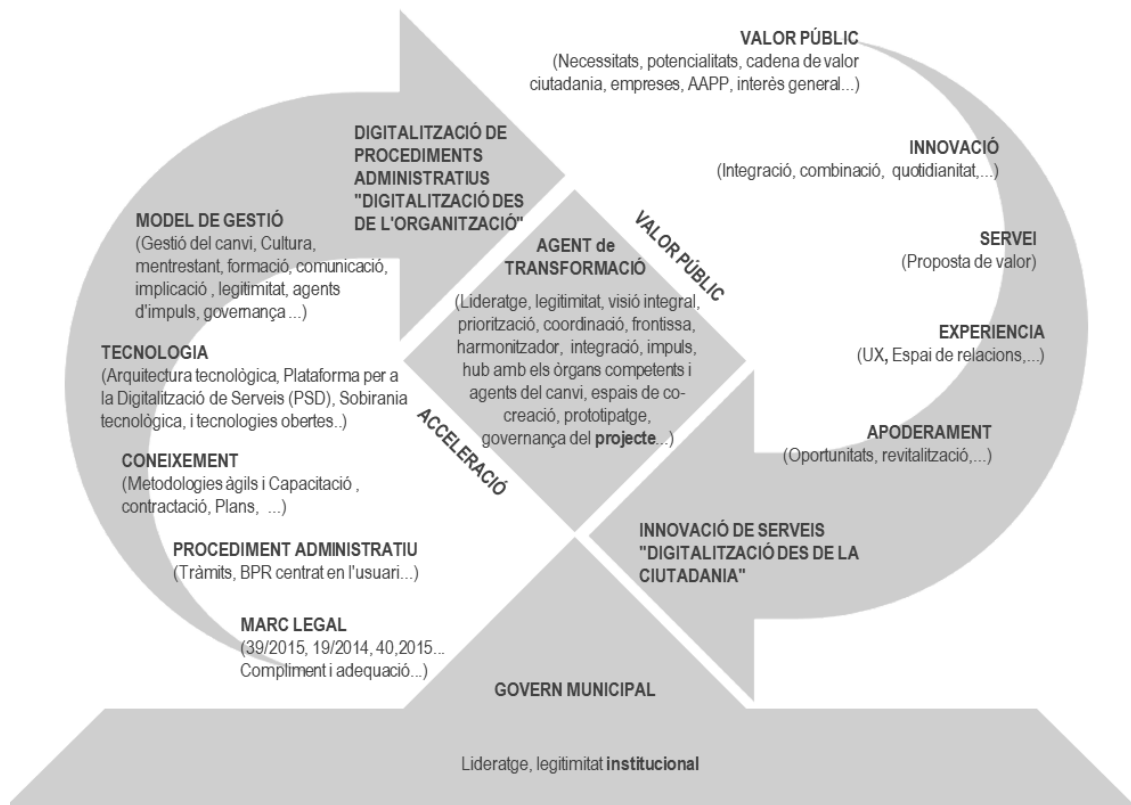 VALOR PÚBLIC
(Necessitats, potencialitats, cadena de valor
ciutadania, empreses, AAPP, interès general...)
DIGITALITZACIÓ DE
PROCEDIMENTS
ADMINISTRATIUS
"DIGITALITZACIÓ DES
DE L'ORGANITZACIÓ"
INNOVACIÓ
(Integració, combinació, quotidianitat,...)
MODEL DE GESTIÓ
(Gestió del canvi, Cultura,
mentrestant, formació, comunicació,
implicació , legitimitat, agents
d'impuls, governança ...)
SERVEI
(Proposta de valor)
VALOR PÚBLIC
AGENT de
TRANSFORMACIÓ
(Lideratge, legitimitat, visió integral,
priorització, coordinació, frontissa,
harmonitzador, integració, impuls,
hub amb els òrgans competents i
agents del canvi, espais de co-
creació, prototipatge,
governança del projecte...)
ACCELERACIÓ
EXPERIENCIA
(UX, Espai de relacions,...)
TECNOLOGIA
(Arquitectura tecnològica, Plataforma per a
la Digitalització de Serveis (PSD), Sobirania
tecnològica, i tecnologies obertes..)
APODERAMENT
(Oportunitats, revitalització,...)
CONEIXEMENT
(Metodologies àgils i Capacitació ,
contractació, Plans, ...)
INNOVACIÓ DE SERVEIS
"DIGITALITZACIÓ DES DE LA
CIUTADANIA"
PROCEDIMENT ADMINISTRATIU
(Tràmits, BPR centrat en l'usuari...)
MARC LEGAL
(39/2015, 19/2014, 40,2015...
Compliment i adequació...)
GOVERN MUNICIPAL
Lideratge, legitimitat institucional